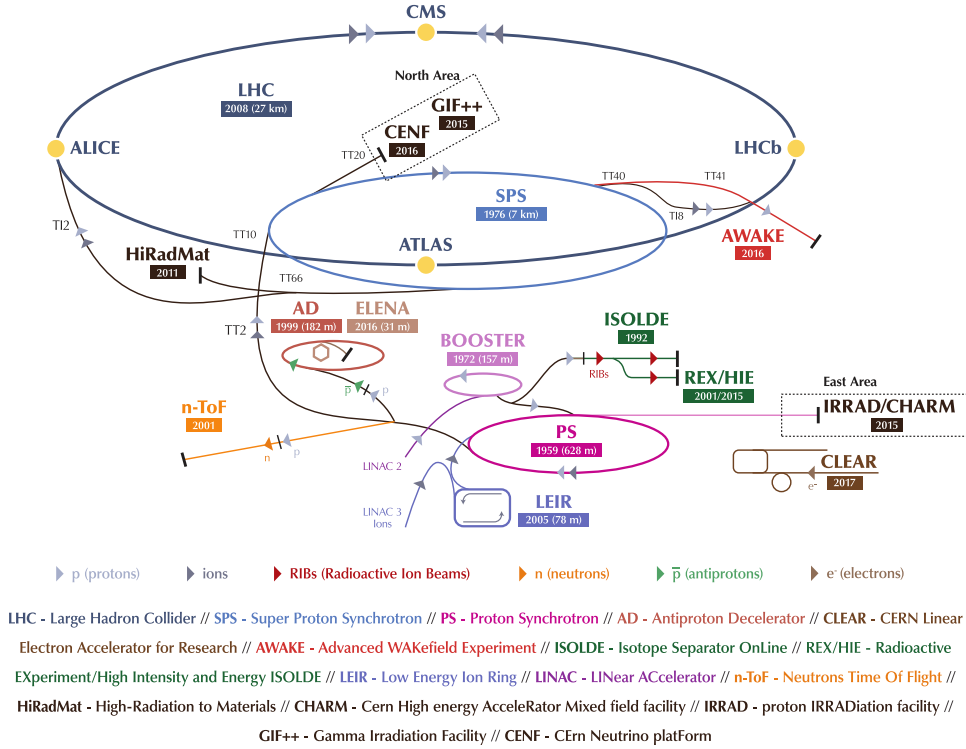 CMS
North Area
LHC
2008 (27 km)
GIF++
2015
CENF
2016
ALICE
LHCb
TT20
TT40
TT41
SPS
1976 (7 km)
TI2
TI8
TT10
HiRadMat
2011
ATLAS
AWAKE
2016
TT66
AD
1999 (182 m)
ELENA
2016 (31 m)
TT2
BOOSTER
1972 (157 m)
ISOLDE
1992
RIBs
REX/HIE
2001/2015
p̅
p
East Area
n-ToF
2001
IRRAD/CHARM
2015
PS
1959 (628 m)
n
p
LINAC 2
CLEAR
2017
e-
LINAC 3
Ions
LEIR
2005 (78 m)
p (protons)
ions
RIBs (Radioactive Ion Beams)
n (neutrons)
p̅ (antiprotons)
e- (electrons)
LHC - Large Hadron Collider // SPS - Super Proton Synchrotron // PS - Proton Synchrotron // AD - Antiproton Decelerator // CLEAR - CERN Linear
Electron Accelerator for Research // AWAKE - Advanced WAKefield Experiment // ISOLDE - Isotope Separator OnLine // REX/HIE - Radioactive
EXperiment/High Intensity and Energy ISOLDE // LEIR - Low Energy Ion Ring // LINAC - LINear ACcelerator // n-ToF - Neutrons Time Of Flight //
HiRadMat - High-Radiation to Materials // CHARM - Cern High energy AcceleRator Mixed field facility // IRRAD - proton IRRADiation facility //
GIF++ - Gamma Irradiation Facility // CENF - CErn Neutrino platForm